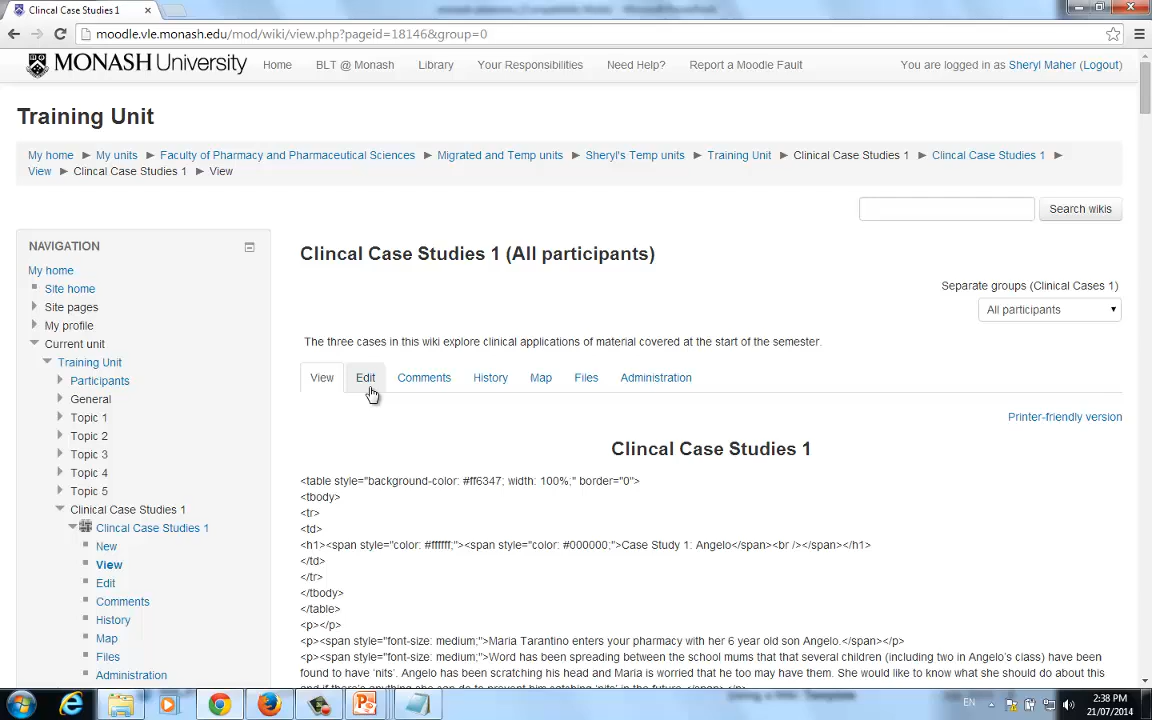 Clincal Case Studies 1
moodle.vle.monash.edu/mod/wiki/view.php?pageid=18146&group=0
MONASH University Home BLT @ Monash Library Your Responsibilities Need Help? Report a Moodle Fault You are logged in as Sheryl Maher (Logout)
Training Unit
My home ► My units ► Faculty of Pharmacy and Pharmaceutical Sciences ► Migrated and Temp units ► Sheryl's Temp units ► Training Unit ► Clinical Case Studies 1 ► Clincal Case Studies 1 ►
View ► Clincal Case Studies 1 ► View
Search wikis
NAVIGATION
My home
Site home
Site pages
My profile
Current unit
Training Unit
Participants
General
Topic 1
Topic 2
Topic 3
Topic 4
Topic 5
Clinical Case Studies 1
Clincal Case Studies 1
New
View
Edit
Comments
History
Map
Files
Administration
Clincal Case Studies 1 (All participants)
Separate groups (Clinical Cases 1)
All participants
The three cases in this wiki explore clinical applications of material covered at the start of the semester.
View Edit Comments History Map Files Administration
Printer-friendly version
Clincal Case Studies 1
<table style="background-color: #ff6347; width: 100%;" border="0">
<tbody>
<tr>
<td>
<h1><span style="color: #ffffff;"><span style="color: #000000;">Case Study 1: Angelo</span><br /></span></h1>
</td>
</tr>
</tbody>
</table>
<p></p>
<p><span style="font-size: medium;">Maria Tarantino enters your pharmacy with her 6 year old son Angelo.</span></p>
<p><span style="font-size: medium;">Word has been spreading between the school mums that that several children (including two in Angelo's class) have been
found to have 'nits'. Angelo has been scratching his head and Maria is worried that he too may have them. She would like to know what she should do about this
EN
2:38 PM
21/07/2014